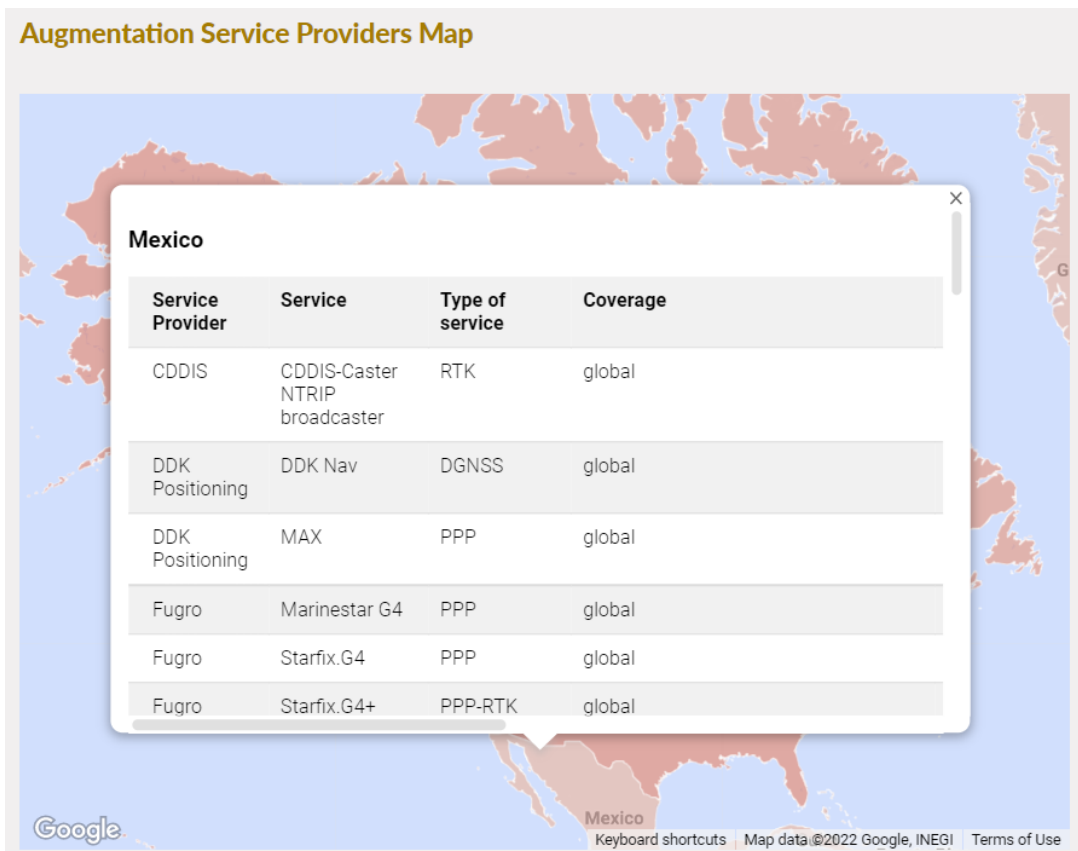 Augmentation Service Providers Map
Mexico
Service Provider Service Type of service Coverage
CDDIS CDDIS-Caster NTRIP broadcaster RTK global
DDK Positioning DDK Nav DGNSS global
DDK Positioning MAX PPP global
Fugro Marinestar G4 PPP global
Fugro Starfix.G4 PPP global
Fugro Starfix.G4+ PPP-RTK global
G
Mexico
Google
Keyboard shortcuts Map data ©2022 Google, INEGI Terms of Use